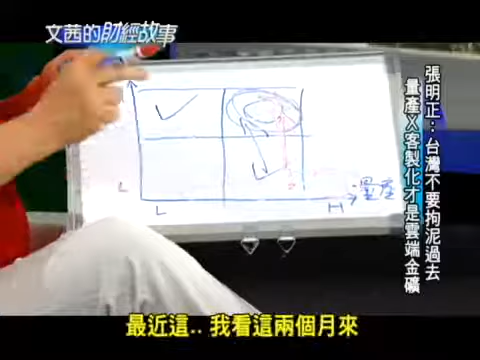 文茜的財經故事
張明正：台灣不要拘泥過去
量產X客製化才是雲端金礦
L
L
H
量產
最近這.. 我看這兩個月來